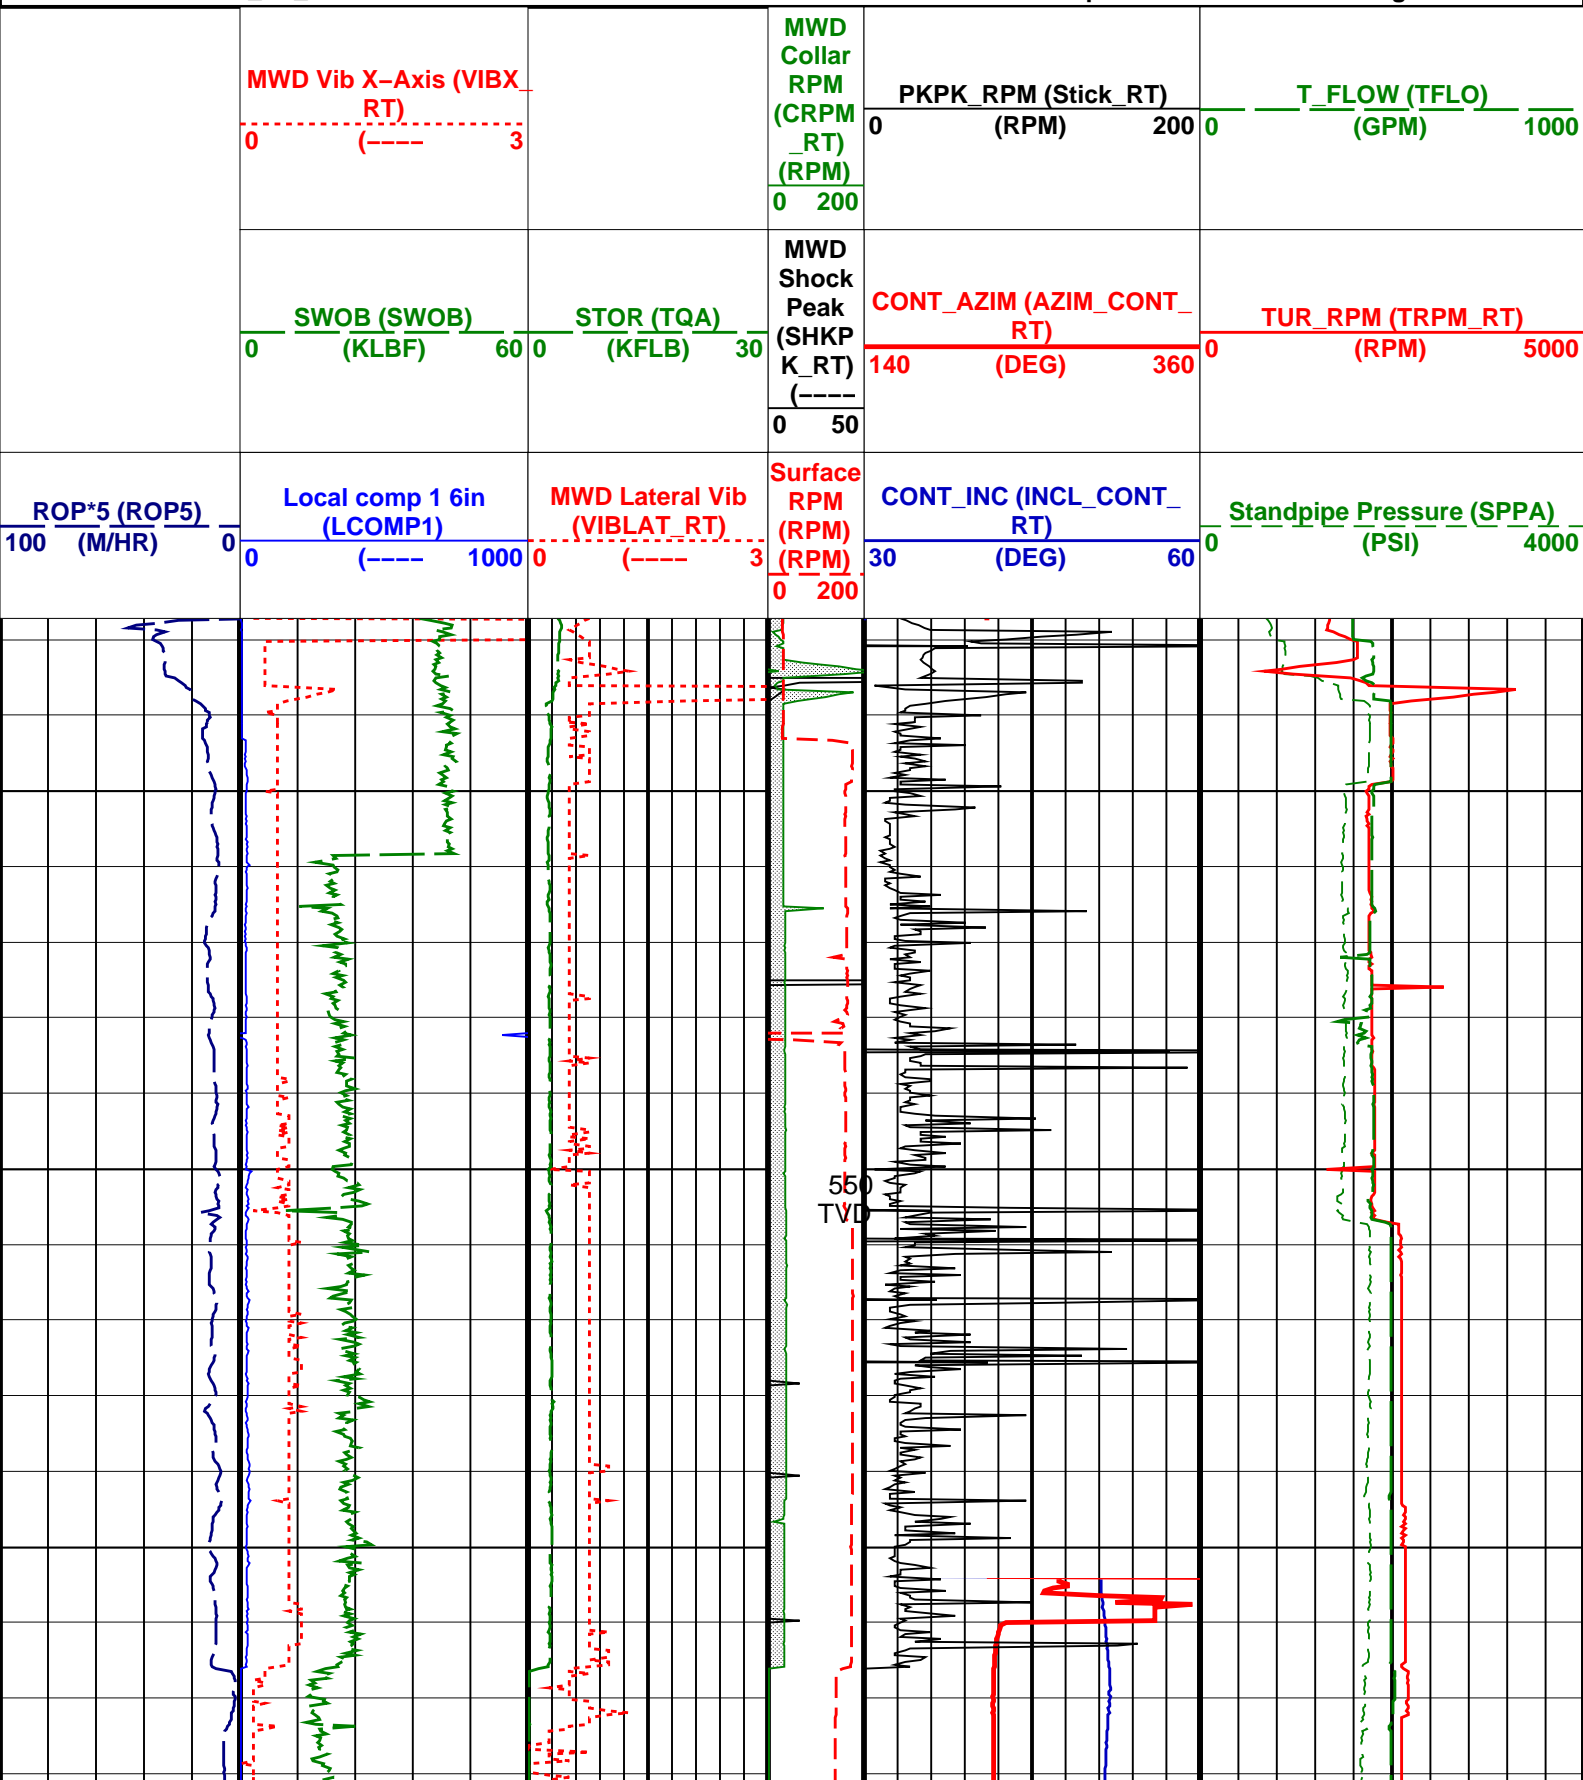 MWD
Collar
RPM
(CRPM
_RT)
(RPM)
0 200
MWD Vib X–Axis (VIBX_
RT)
0 (–––– 3
PKPK_RPM (Stick_RT)
0 (RPM) 200
T_FLOW (TFLO)
0 (GPM) 1000
SWOB (SWOB)
0 (KLBF) 60
STOR (TQA)
0 (KFLB) 30
MWD
Shock
Peak
(SHKP
K_RT)
(––––
0 50
CONT_AZIM (AZIM_CONT_
RT)
140 (DEG) 360
TUR_RPM (TRPM_RT)
0 (RPM) 5000
ROP*5 (ROP5)
100 (M/HR) 0
Local comp 1 6in
(LCOMP1)
0 (–––– 1000
MWD Lateral Vib
(VIBLAT_RT)
0 (–––– 3
Surface
RPM
(RPM)
(RPM)
0 200
CONT_INC (INCL_CONT_
RT)
30 (DEG) 60
Standpipe Pressure (SPPA)
0 (PSI) 4000
550
TVD